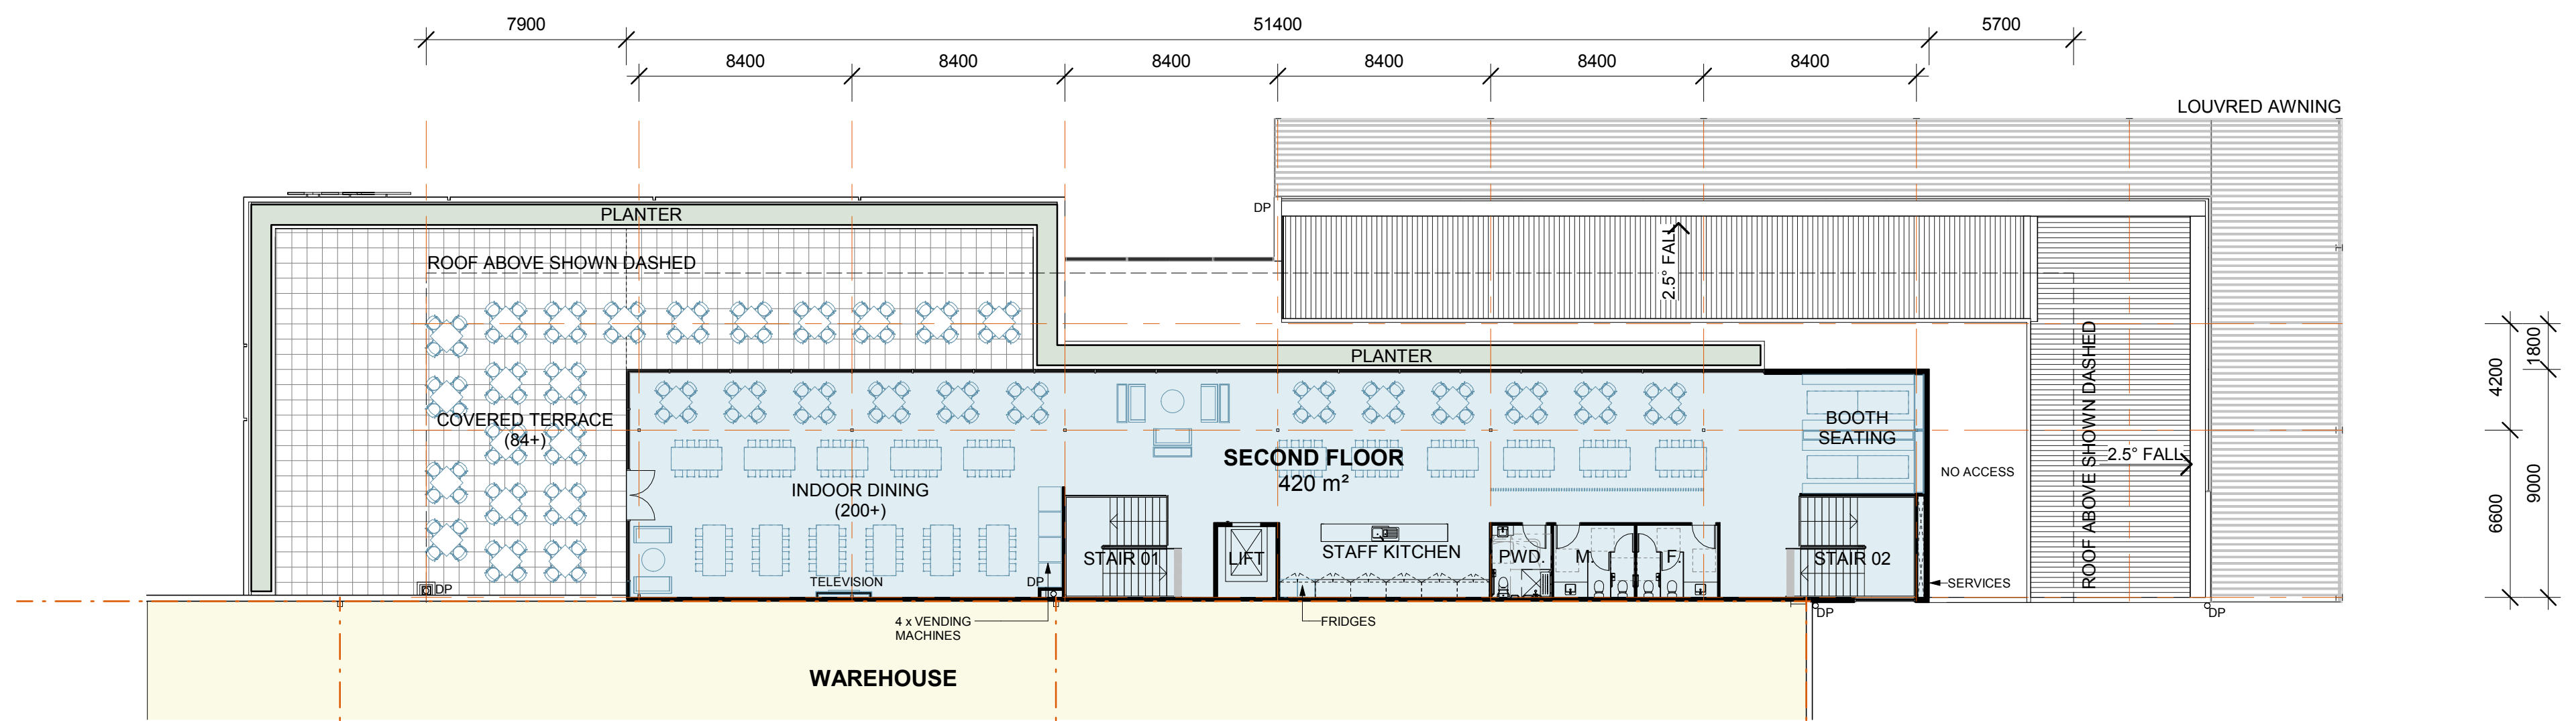 7900
51400
5700
8400
8400
8400
8400
8400
8400
LOUVRED AWNING
PLANTER
DP
ROOF ABOVE SHOWN DASHED
2.5° FALL
PLANTER
ROOF ABOVE SHOWN DASHED
1800
4200
9000
6600
COVERED TERRACE
(84+)
BOOTH
SEATING
SECOND FLOOR
420 m²
2.5° FALL
NO ACCESS
INDOOR DINING
(200+)
STAIR 01
LIFT
STAFF KITCHEN
PWD.
M.
F.
STAIR 02
TELEVISION
DP
DP
SERVICES
4 x VENDING
MACHINES
FRIDGES
DP
DP
WAREHOUSE